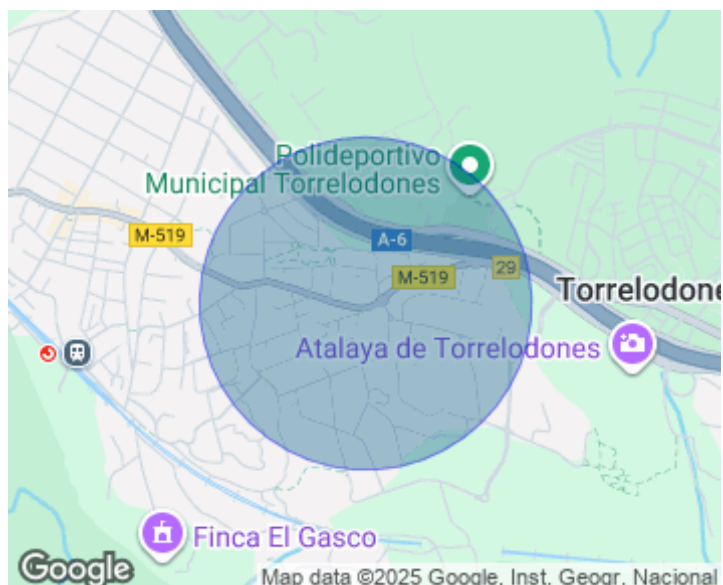 Polideportivo
Municipal Torrelodones
M-519
A-6
M-519
29
Torrelodone
Atalaya de Torrelodones
Finca El Gasco
Google
Map data ©2025 Google, Inst. Geogr. Nacional